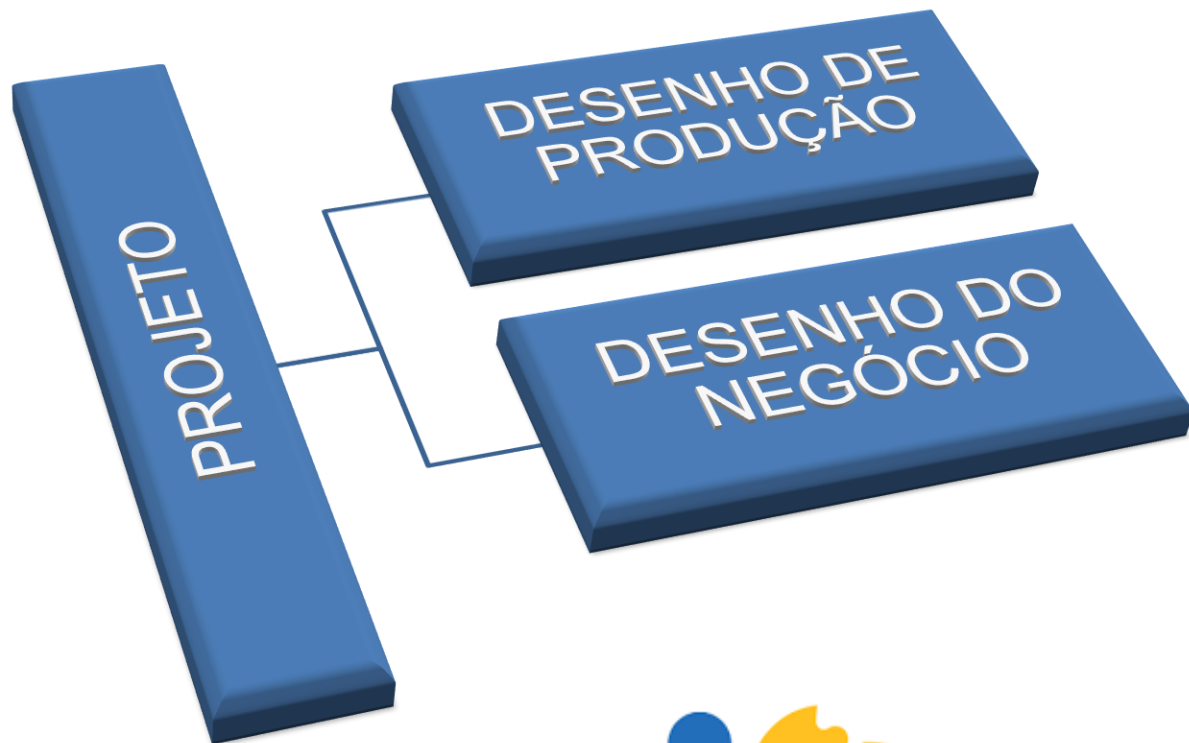 PROJETO
DESENHO DE
PRODUÇÃO
DESENHO DO
NEGÓCIO